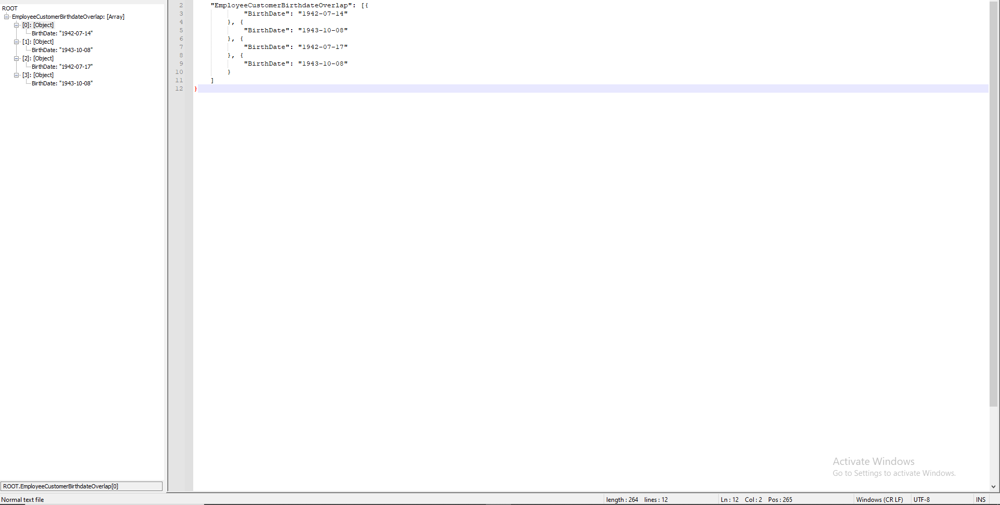 ROOT
EmployeeCustomerBirthdateOverlap: [Array]
[0]: [Object]
BirthDate: "1942-07-14"
[1]: [Object]
BirthDate: "1943-10-08"
[2]: [Object]
BirthDate: "1942-07-17"
[3]: [Object]
BirthDate: "1943-10-08"
ROOT.EmployeeCustomerBirthdateOverlap[0]
2 "EmployeeCustomerBirthdateOverlap": [{
3 "BirthDate": "1942-07-14"
4 }, {
5 "BirthDate": "1943-10-08"
6 }, {
7 "BirthDate": "1942-07-17"
8 }, {
9 "BirthDate": "1943-10-08"
10 }
11 ]
12 }
Activate Windows
Go to Settings to activate Windows.
Normal text file length : 264 lines : 12 Ln : 12 Col : 2 Pos : 265 Windows (CR LF) UTF-8 INS